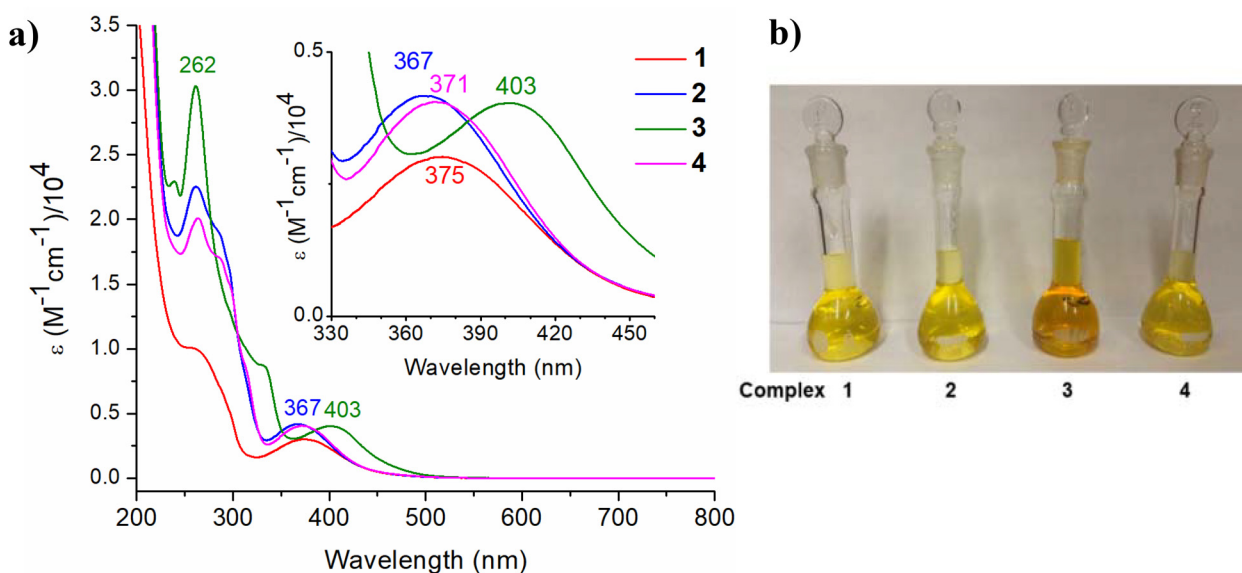 a)
3.5
3.0
2.5
2.0
1.5
1.0
0.5
0.0
ε (M⁻¹cm⁻¹)/10⁴
200 300 400 500 600 700 800
Wavelength (nm)
262
367 403
0.5
0.0
ε (M⁻¹cm⁻¹)/10⁴
330 360 390 420 450
Wavelength (nm)
367
371
403
375
1
2
3
4
b)
Complex 1 2 3 4